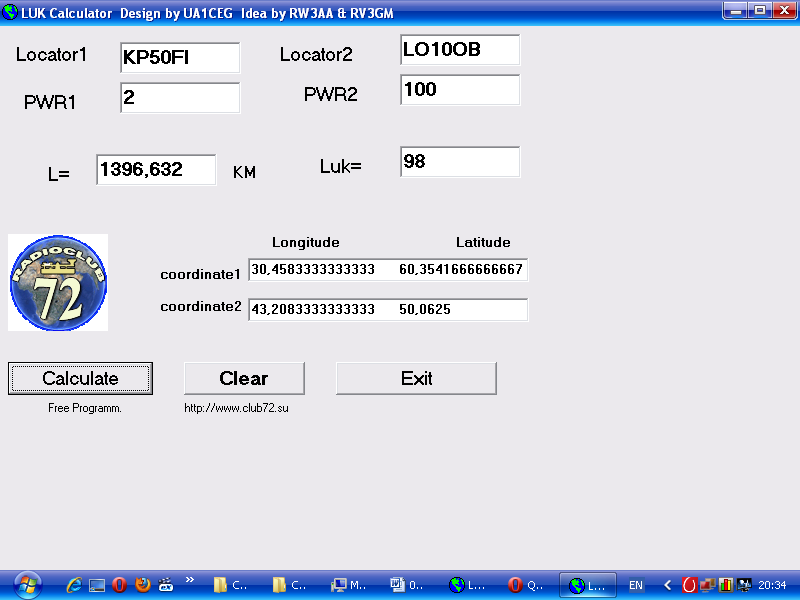 LUK Calculator Design by UA1CEG Idea by RW3AA & RV3GM
Locator1 KP50FI Locator2 LO10OB
PWR1 2 PWR2 100
L= 1396,632 KM Luk= 98
Longitude Latitude
coordinate1 30,4583333333333 60,3541666666667
coordinate2 43,2083333333333 50,0625
RADIOCLUB
72
Calculate Clear Exit
Free Programm. http://www.club72.su
» C.. C.. M.. 0.. L... Q.. L... EN 20:34